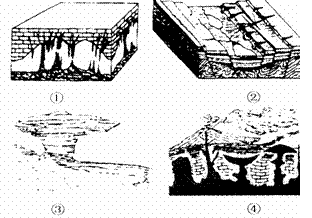 ① ②
③ ④